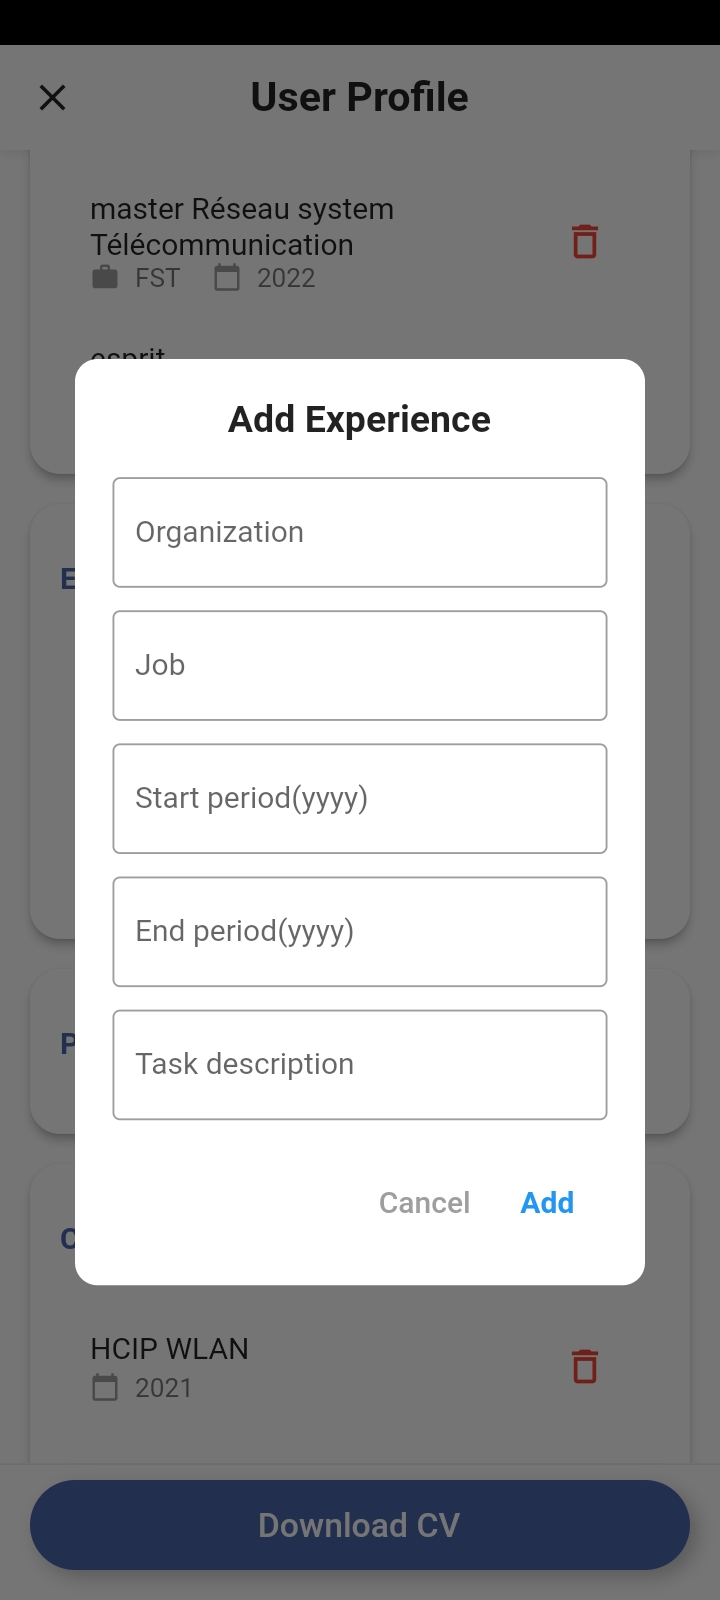 User Profile
master Réseau system
Télécommunication
FST 2022
esprit
Add Experience
Organization
E
Job
Start period(yyyy)
End period(yyyy)
P
Task description
Cancel Add
C
HCIP WLAN
2021
Download CV